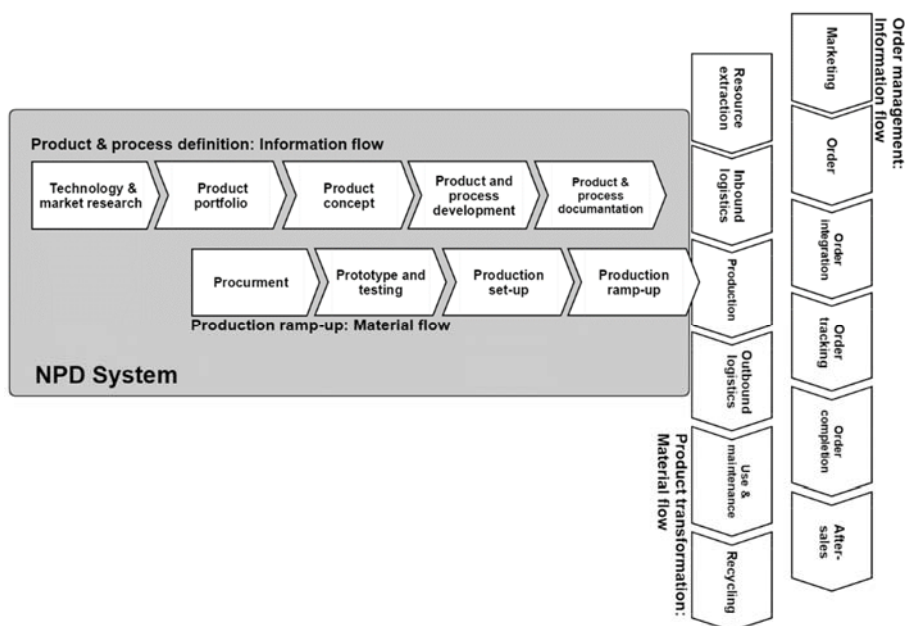 Product & process definition: Information flow
Technology &
market research
Product
portfolio
Product
concept
Product and
process
development
Product &
process
documantation
Procurment
Prototype and
testing
Production
set-up
Production
ramp-up
Production ramp-up: Material flow
NPD System
Resource
extraction
Inbound
logistics
Production
Outbound
logistics
Use &
maintenance
Recycling
Product transformation:
Material flow
Marketing
Order
Order
integration
Order
tracking
Order
completion
After-
sales
Order management:
Information flow